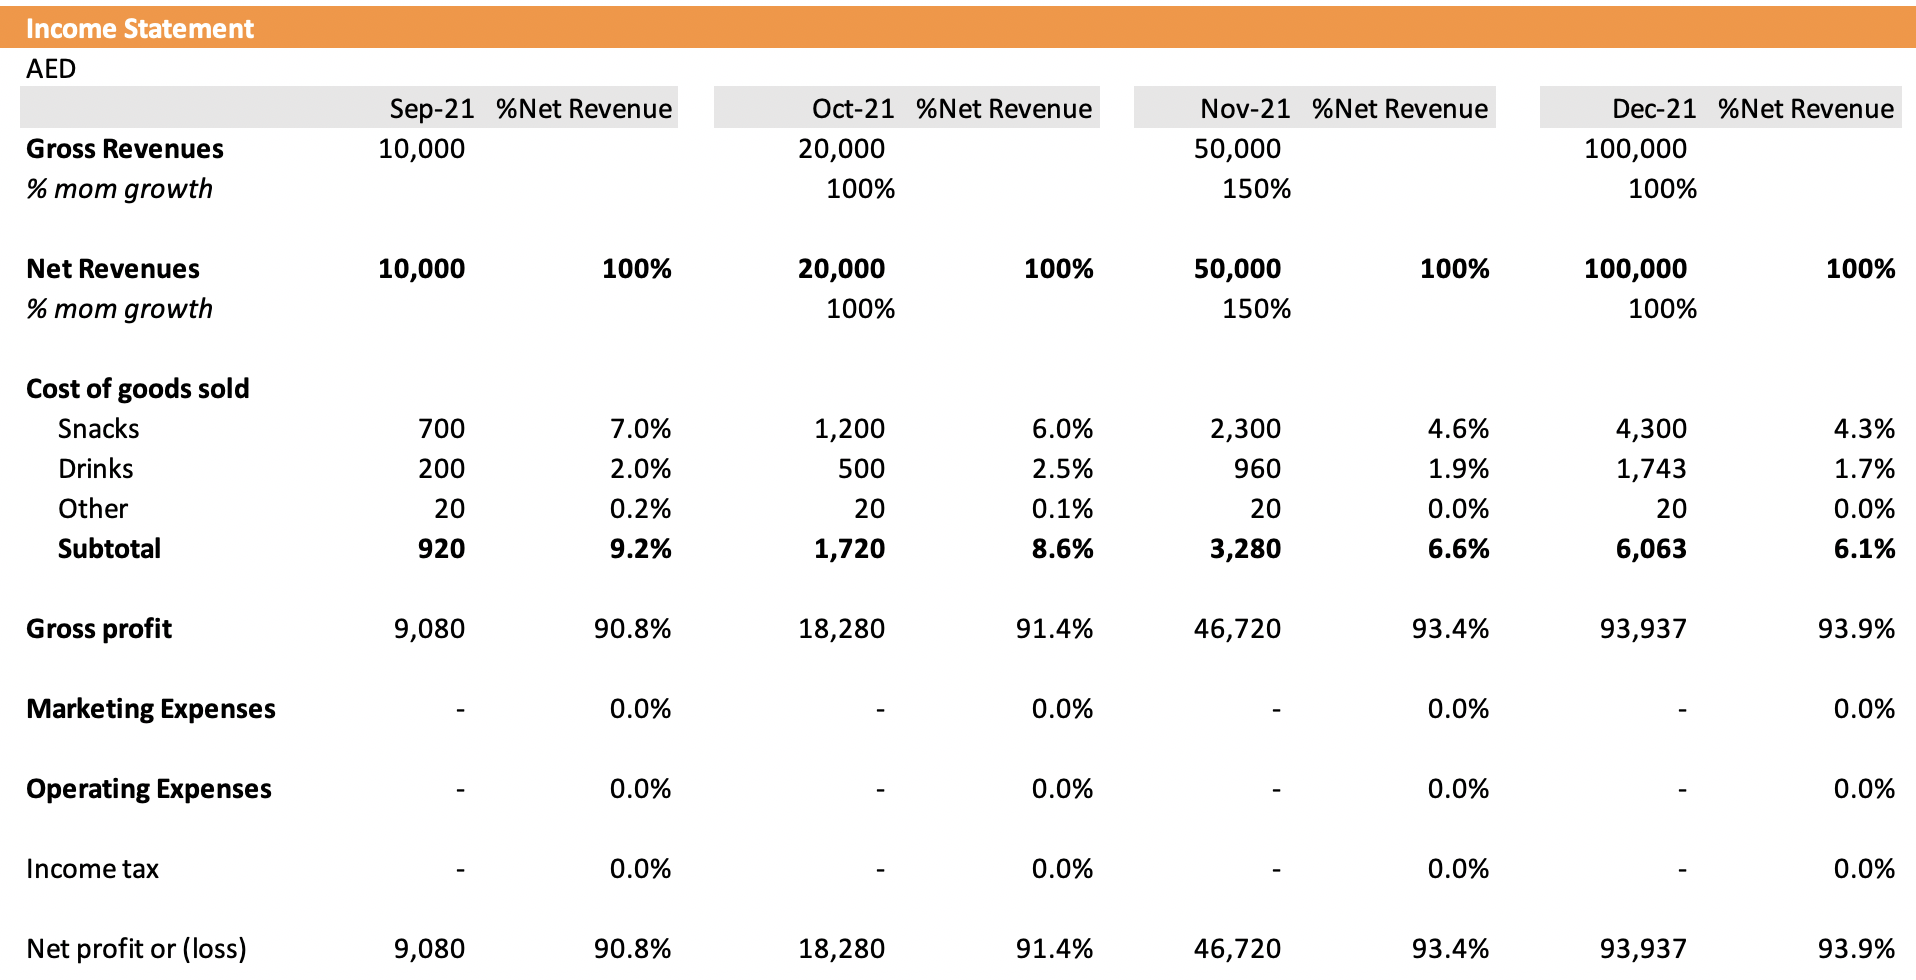 Income Statement
AED
Sep-21 %Net Revenue Oct-21 %Net Revenue Nov-21 %Net Revenue Dec-21 %Net Revenue
Gross Revenues 10,000 20,000 50,000 100,000
% mom growth 100% 150% 100%
Net Revenues 10,000 100% 20,000 100% 50,000 100% 100,000 100%
% mom growth 100% 150% 100%
Cost of goods sold
Snacks 700 7.0% 1,200 6.0% 2,300 4.6% 4,300 4.3%
Drinks 200 2.0% 500 2.5% 960 1.9% 1,743 1.7%
Other 20 0.2% 20 0.1% 20 0.0% 20 0.0%
Subtotal 920 9.2% 1,720 8.6% 3,280 6.6% 6,063 6.1%
Gross profit 9,080 90.8% 18,280 91.4% 46,720 93.4% 93,937 93.9%
Marketing Expenses - 0.0% - 0.0% - 0.0% - 0.0%
Operating Expenses - 0.0% - 0.0% - 0.0% - 0.0%
Income tax - 0.0% - 0.0% - 0.0% - 0.0%
Net profit or (loss) 9,080 90.8% 18,280 91.4% 46,720 93.4% 93,937 93.9%